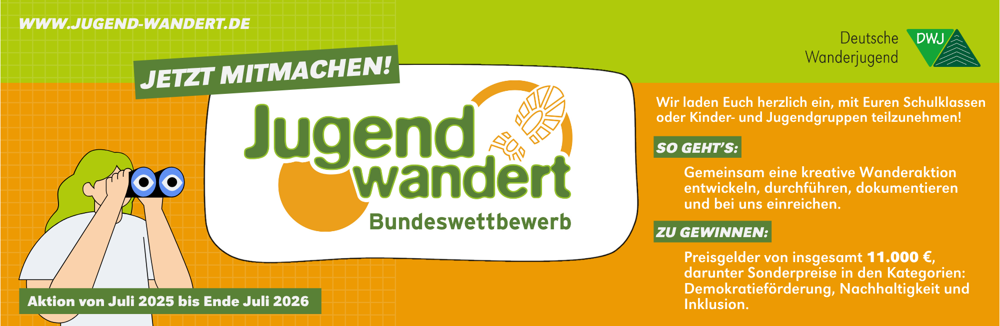 WWW.JUGEND-WANDERT.DE
Deutsche
Wanderjugend
DWJ
JETZT MITMACHEN!
Jugend
wandert
Bundeswettbewerb
Aktion von Juli 2025 bis Ende Juli 2026
Wir laden Euch herzlich ein, mit Euren Schulklassen
oder Kinder- und Jugendgruppen teilzunehmen!
SO GEHT'S:
Gemeinsam eine kreative Wanderaktion
entwickeln, durchführen, dokumentieren
und bei uns einreichen.
ZU GEWINNEN:
Preisgelder von insgesamt 11.000 €,
darunter Sonderpreise in den Kategorien:
Demokratieförderung, Nachhaltigkeit und
Inklusion.